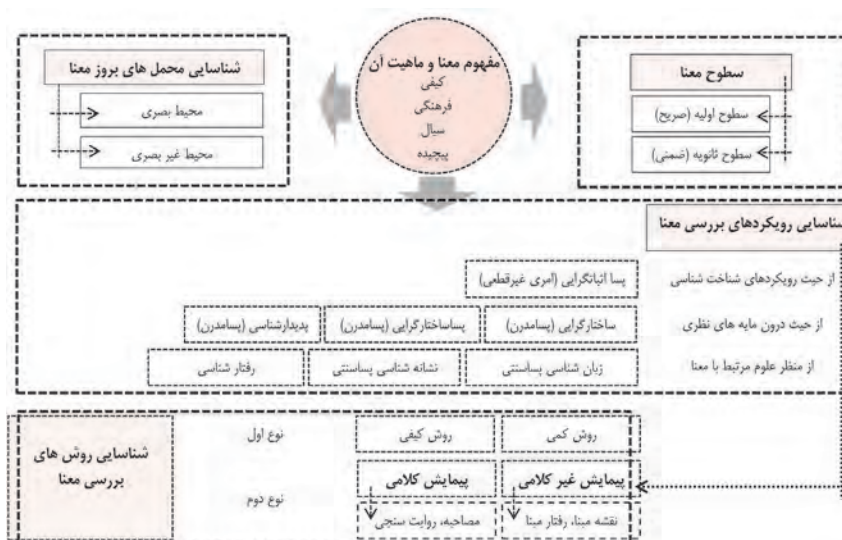 مفهوم معنا و ماهیت آن
کیفی
فرهنگی
سیال
پیچیده
سطوح معنا
سطوح اولیه (صریح)
سطوح ثانویه (ضمنی)
شناسایی محمل های بروز معنا
محیط بصری
محیط غیر بصری
شناسایی رویکردهای بررسی معنا
از حیث رویکردهای شناخت شناسی
پسا اثباتگرایی (امری غیرقطعی)
از حیث درون مایه های نظری
ساختارگرایی (پسامدرن)
پساساختارگرایی (پسامدرن)
پدیدارشناسی (پسامدرن)
از منظر علوم مرتبط با معنا
زبان شناسی پساسنتی
نشانه شناسی پساسنتی
رفتار شناسی
شناسایی روش های
بررسی معنا
نوع اول
روش کیفی
روش کمی
نوع دوم
پیمایش کلامی
پیمایش غیر کلامی
مصاحبه، روایت سنجی
نقشه مبنا، رفتار مبنا